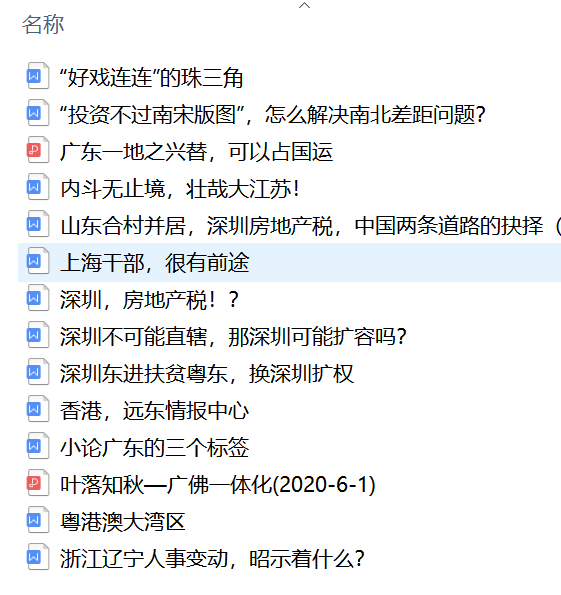 名称
“好戏连连”的珠三角
“投资不过南宋版图”，怎么解决南北差距问题？
广东一地之兴替，可以占国运
内斗无止境，壮哉大江苏！
山东合村并居，深圳房地产税，中国两条道路的抉择（
上海干部，很有前途
深圳，房地产税！？
深圳不可能直辖，那深圳可能扩容吗？
深圳东进扶贫粤东，换深圳扩权
香港，远东情报中心
小论广东的三个标签
叶落知秋—广佛一体化(2020-6-1)
粤港澳大湾区
浙江辽宁人事变动，昭示着什么？